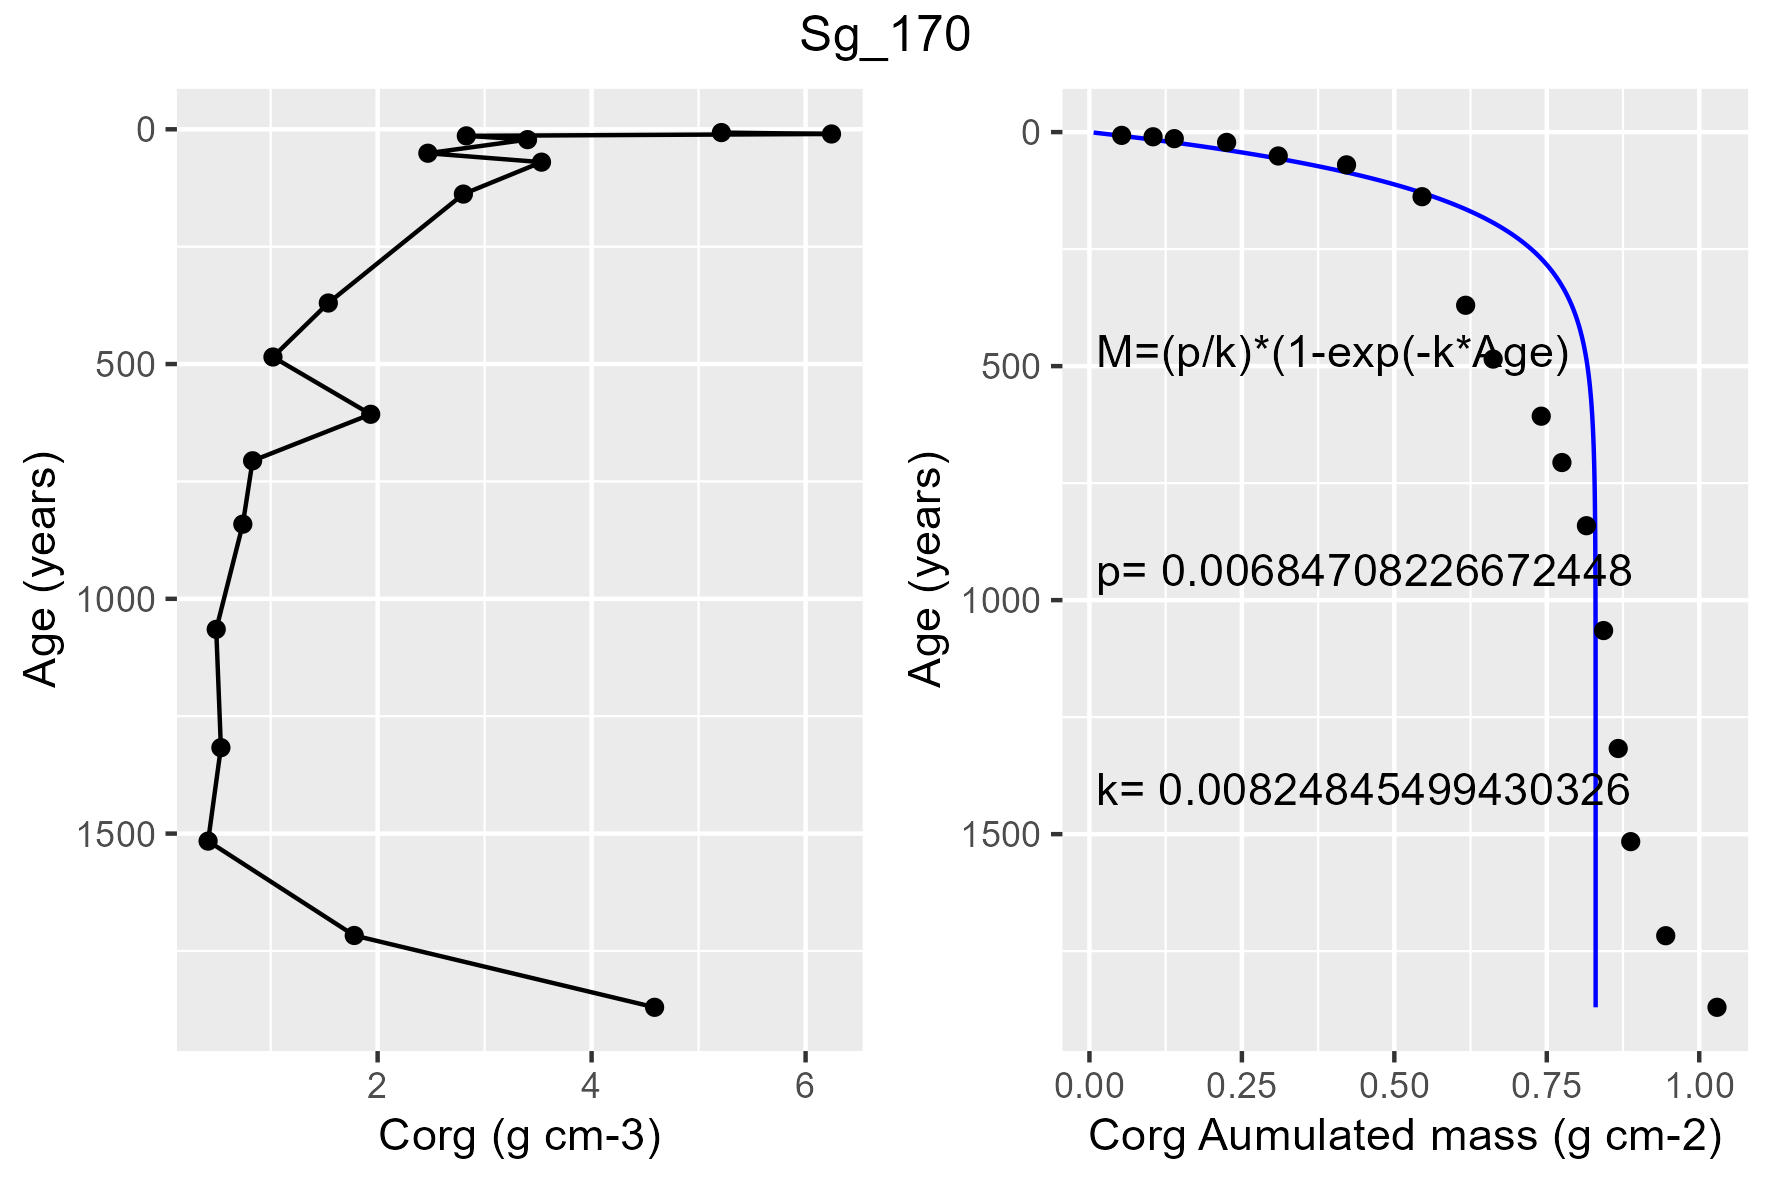 Sg_170
0
500
1000
1500
Age (years)
2
4
6
Corg (g cm-3)
0
500
1000
1500
Age (years)
M=(p/k)*(1-exp(-k*Age)
p= 0.00684708226672448
k= 0.00824845499430326
0.00
0.25
0.50
0.75
1.00
Corg Aumulated mass (g cm-2)